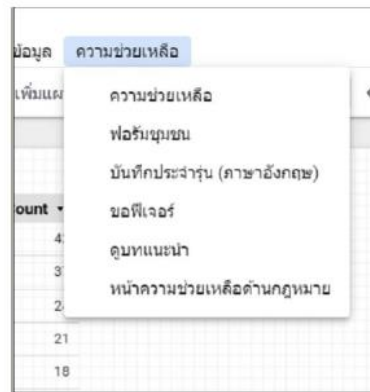 ข้อมูล ความช่วยเหลือ
เพิ่มแผ
ความช่วยเหลือ
ฟอรัมชุมชน
บันทึกประจำรุ่น (ภาษาอังกฤษ)
ขอฟีเจอร์
ดูบทแนะนำ
หน้าความช่วยเหลือด้านกฎหมาย
ount
21
18